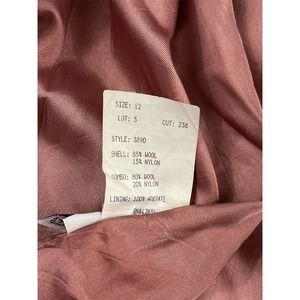 SIZE: 12
LOT: 5 CUT: 238
STYLE: 3890
SHELL: 85% WOOL
15% NYLON
COMBO: 80% WOOL
20% NYLON
LINING: 100% ACETATE